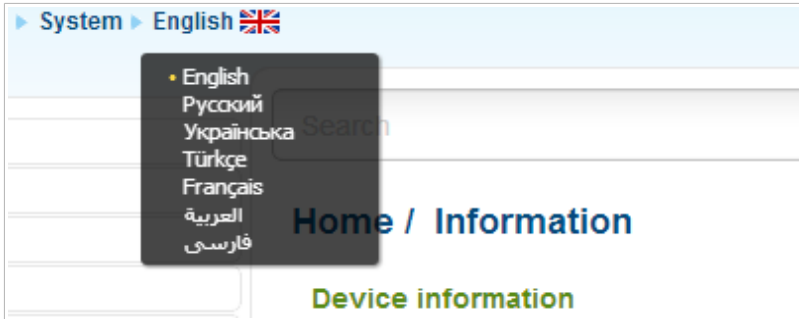 System English
• English
Русский
Українська
Türkçe
Français
العربية
فارسی
Search
Home / Information
Device information